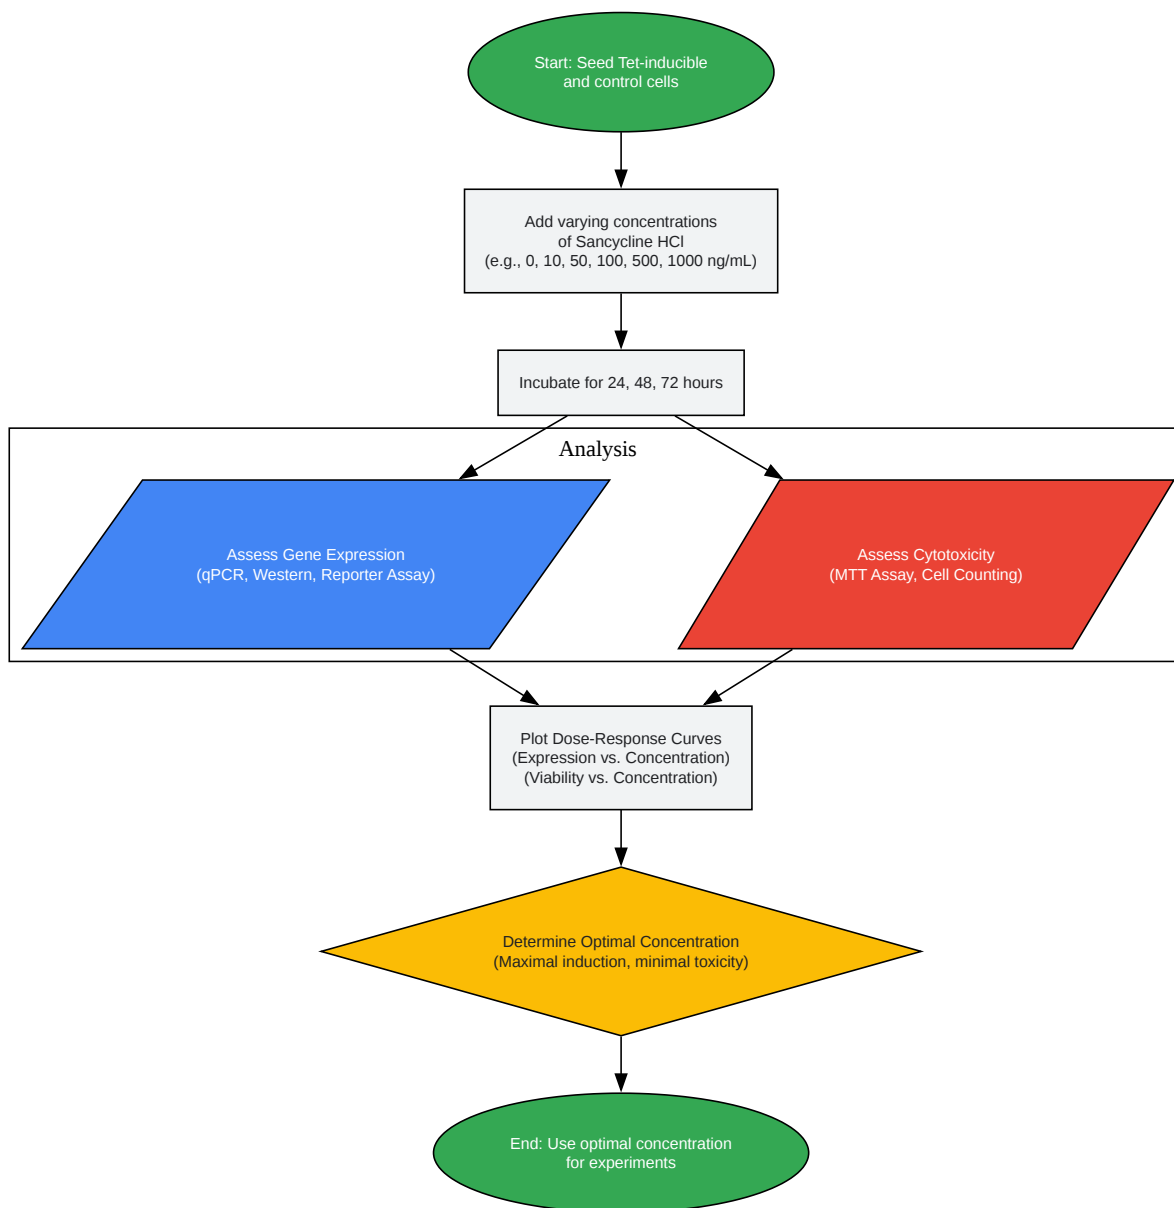 Start: Seed Tet-inducible
and control cells
Add varying concentrations
of Sancycline HCl
(e.g., 0, 10, 50, 100, 500, 1000 ng/mL)
Incubate for 24, 48, 72 hours
Analysis
Assess Gene Expression
(qPCR, Western, Reporter Assay)
Assess Cytotoxicity
(MTT Assay, Cell Counting)
Plot Dose-Response Curves
(Expression vs. Concentration)
(Viability vs. Concentration)
Determine Optimal Concentration
(Maximal induction, minimal toxicity)
End: Use optimal concentration
for experiments